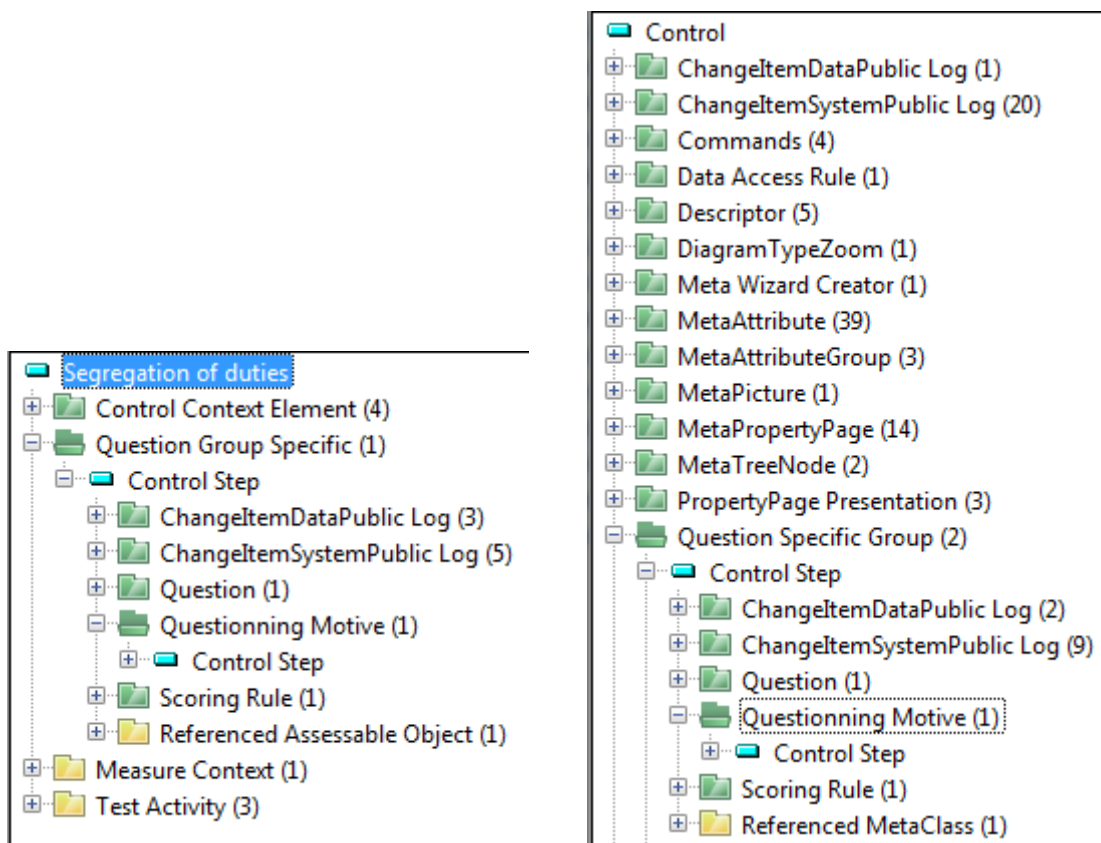 Segregation of duties
Control Context Element (4)
Question Group Specific (1)
Control Step
ChangeItemDataPublic Log (3)
ChangeItemSystemPublic Log (5)
Question (1)
Questionning Motive (1)
Control Step
Scoring Rule (1)
Referenced Assessable Object (1)
Measure Context (1)
Test Activity (3)
Control
ChangeItemDataPublic Log (1)
ChangeItemSystemPublic Log (20)
Commands (4)
Data Access Rule (1)
Descriptor (5)
DiagramTypeZoom (1)
Meta Wizard Creator (1)
MetaAttribute (39)
MetaAttributeGroup (3)
MetaPicture (1)
MetaPropertyPage (14)
MetaTreeNode (2)
PropertyPage Presentation (3)
Question Specific Group (2)
Control Step
ChangeItemDataPublic Log (2)
ChangeItemSystemPublic Log (9)
Question (1)
Questionning Motive (1)
Control Step
Scoring Rule (1)
Referenced MetaClass (1)